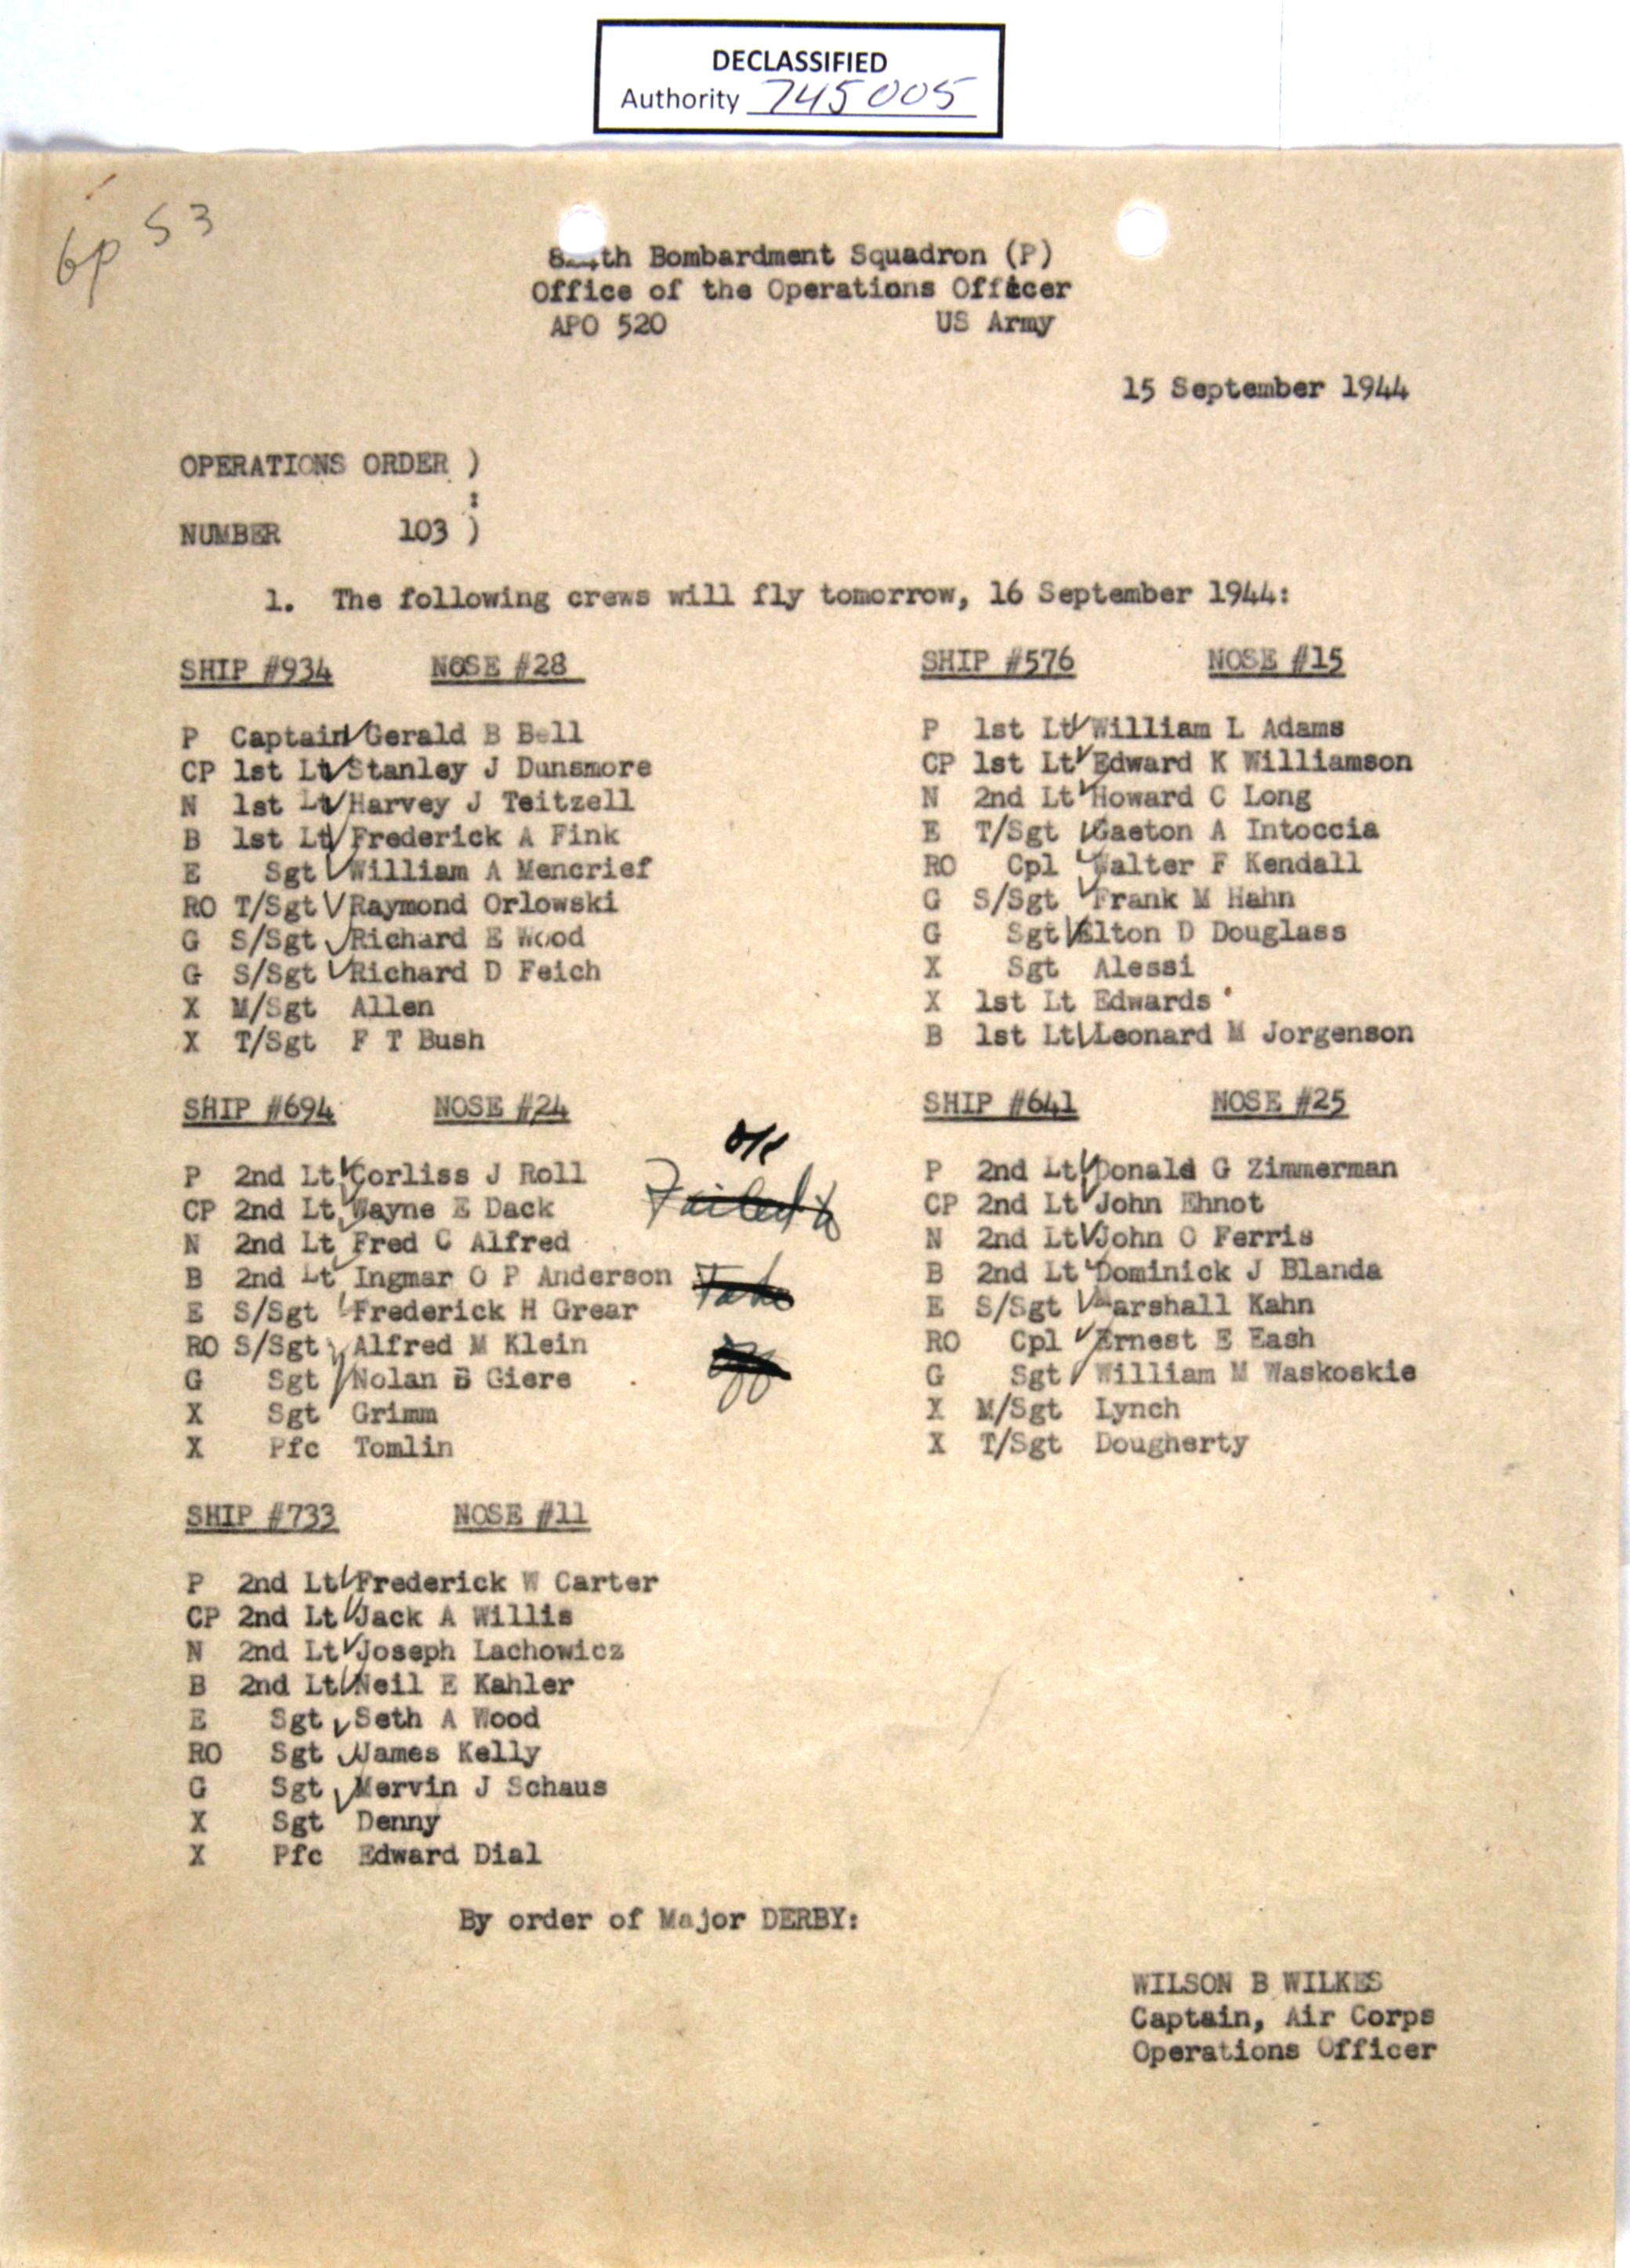 DECLASSIFIED
Authority 745005
6p 53
th Bombardment Squadron (P)
Office of the Operations Officer
APO 520 US Army
15 September 1944
OPERATIONS ORDER )
:
NUMBER 103 )
1. The following crews will fly tomorrow, 16 September 1944:
SHIP #934 NOSE #28
P Captain Gerald B Bell
CP 1st Lt Stanley J Dunsmore
N 1st Lt Harvey J Teitzell
B 1st Lt Frederick A Fink
E Sgt William A Mencrief
RO T/Sgt Raymond Orlowski
G S/Sgt Richard E Wood
G S/Sgt Richard D Feich
X M/Sgt Allen
X T/Sgt F T Bush
SHIP #576 NOSE #15
P 1st Lt William L Adams
CP 1st Lt Edward K Williamson
N 2nd Lt Howard C Long
E T/Sgt Gaeton A Intoccia
RO Cpl Walter F Kendall
G S/Sgt Frank M Hahn
G Sgt Elton D Douglass
X Sgt Alessi
X 1st Lt Edwards
B 1st Lt Leonard M Jorgenson
SHIP #694 NOSE #24
P 2nd Lt Corliss J Roll
CP 2nd Lt Wayne E Dack
N 2nd Lt Fred C Alfred
B 2nd Lt Ingmar O P Anderson
E S/Sgt Frederick H Grear
RO S/Sgt Alfred M Klein
G Sgt Nolan B Giere
X Sgt Grimm
X Pfc Tomlin
ok
Failed to
Take
Off
SHIP #641 NOSE #25
P 2nd Lt Donald G Zimmerman
CP 2nd Lt John Ehnot
N 2nd Lt John O Ferris
B 2nd Lt Dominick J Blanda
E S/Sgt Marshall Kahn
RO Cpl Ernest E Eash
G Sgt William M Waskoskie
X M/Sgt Lynch
X T/Sgt Dougherty
SHIP #733 NOSE #11
P 2nd Lt Frederick W Carter
CP 2nd Lt Jack A Willis
N 2nd Lt Joseph Lachowicz
B 2nd Lt Neil E Kahler
E Sgt Seth A Wood
RO Sgt James Kelly
G Sgt Mervin J Schaus
X Sgt Denny
X Pfc Edward Dial
By order of Major DERBY:
WILSON B WILKES
Captain, Air Corps
Operations Officer